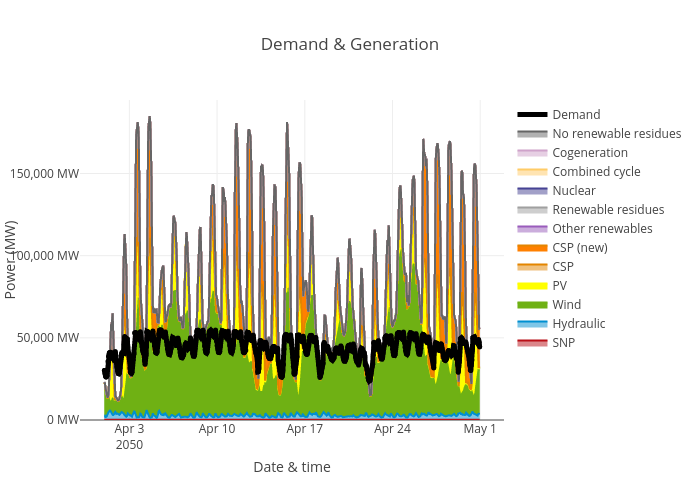 Demand & Generation
Power (MW)
150,000 MW
100,000 MW
50,000 MW
0 MW
Apr 3
2050
Apr 10
Apr 17
Apr 24
May 1
Date & time
Demand
No renewable residues
Cogeneration
Combined cycle
Nuclear
Renewable residues
Other renewables
CSP (new)
CSP
PV
Wind
Hydraulic
SNP